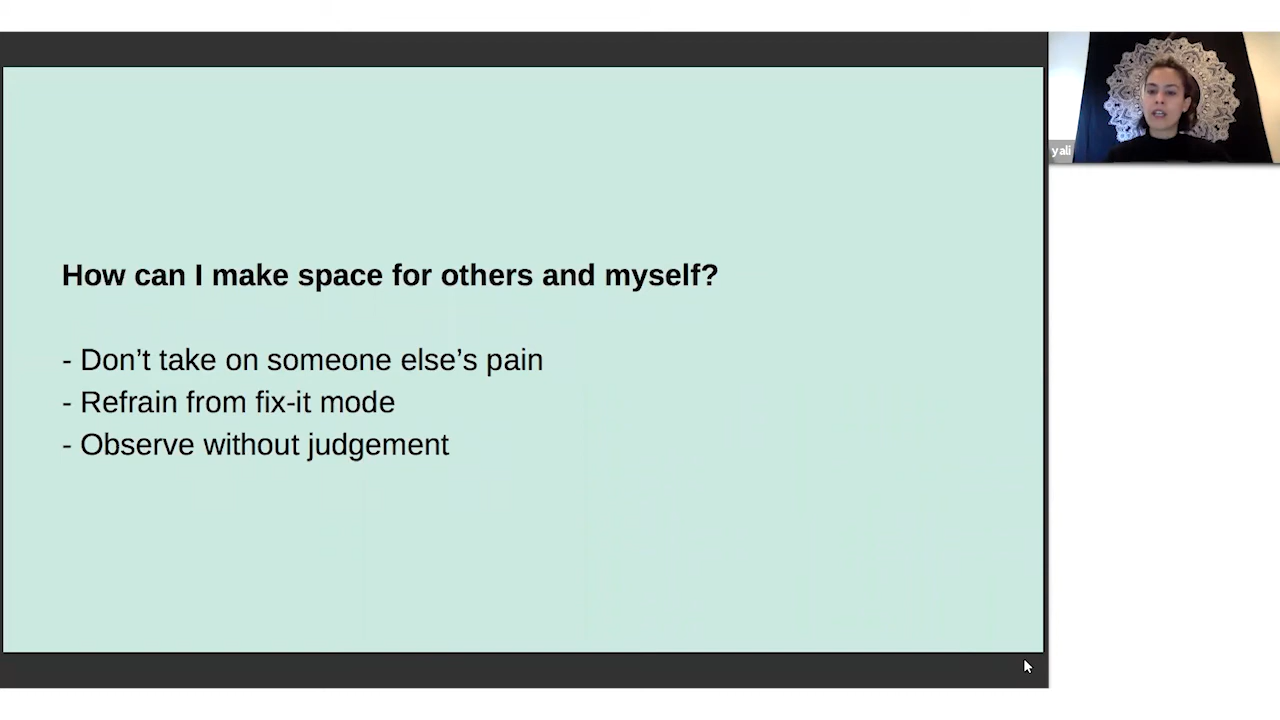 How can I make space for others and myself?
- Don’t take on someone else’s pain
- Refrain from fix-it mode
- Observe without judgement
yali